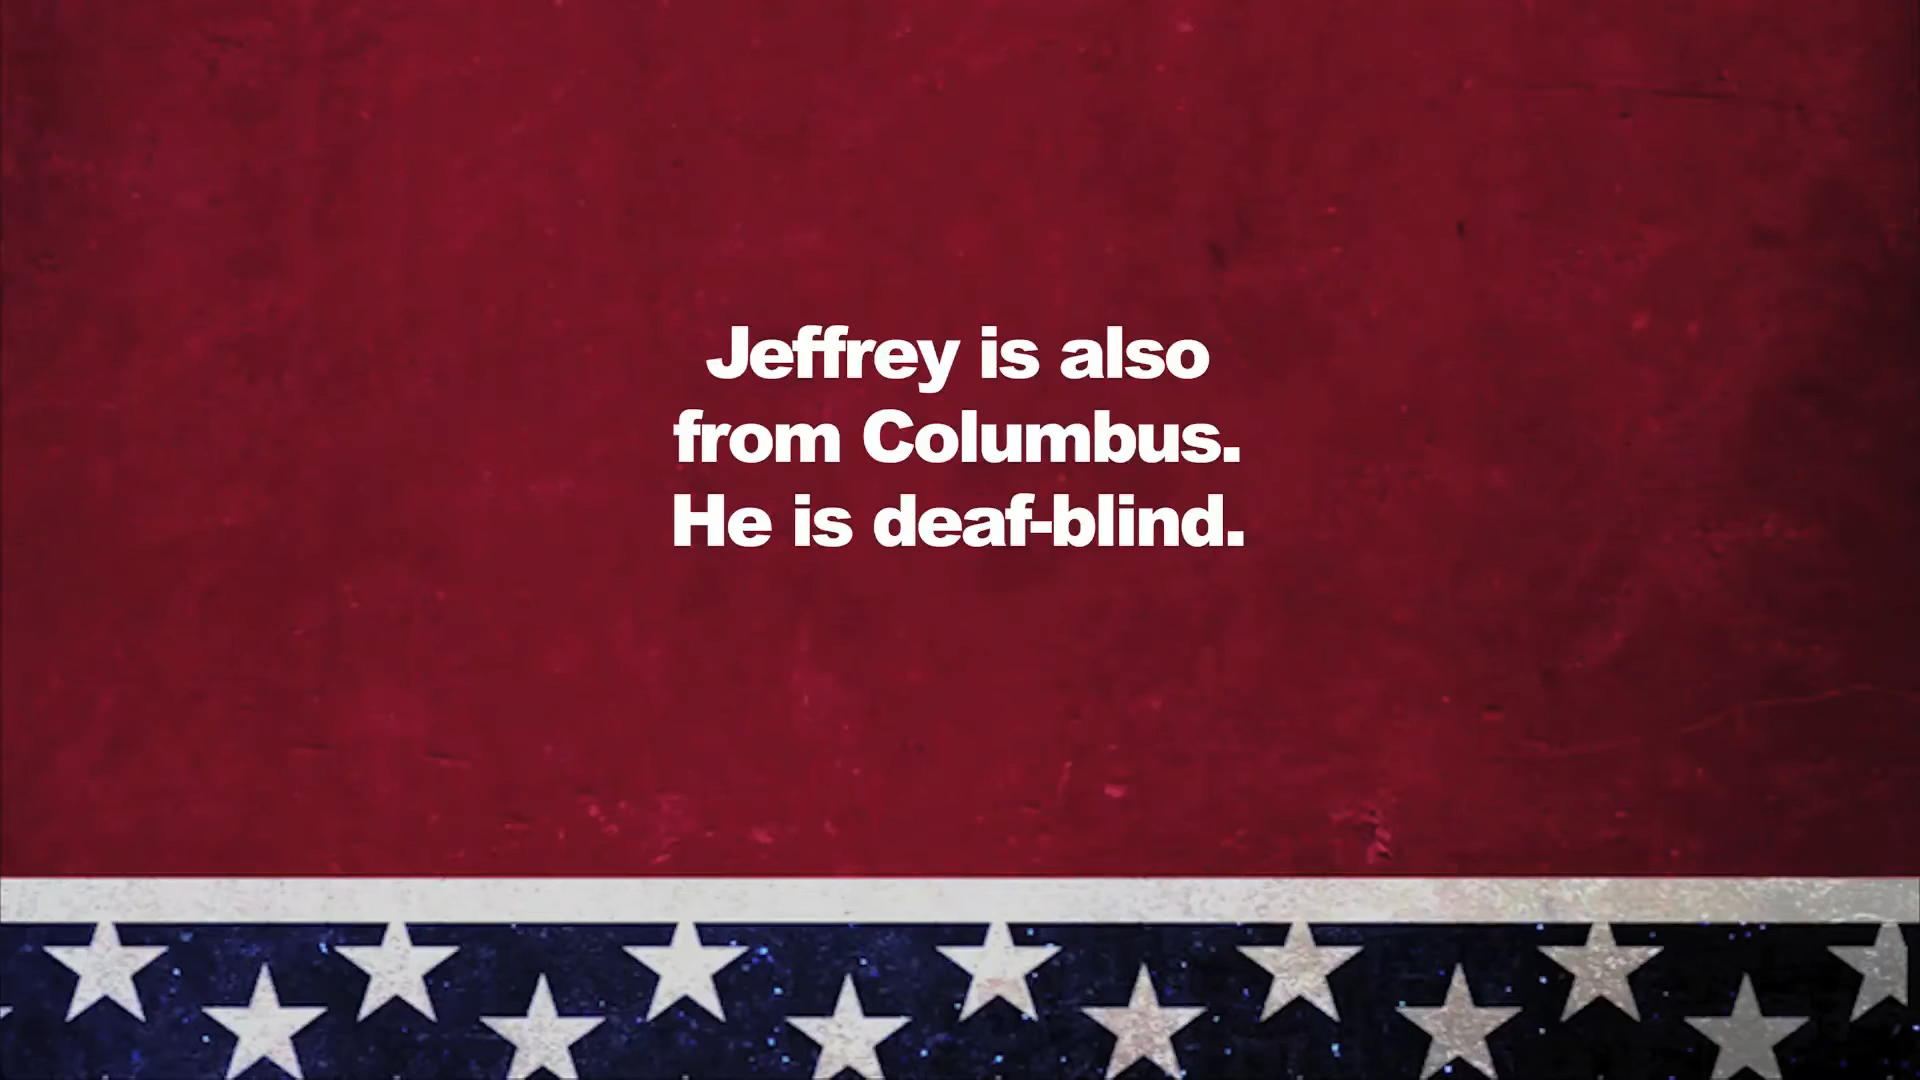 Jeffrey is also
from Columbus.
He is deaf-blind.